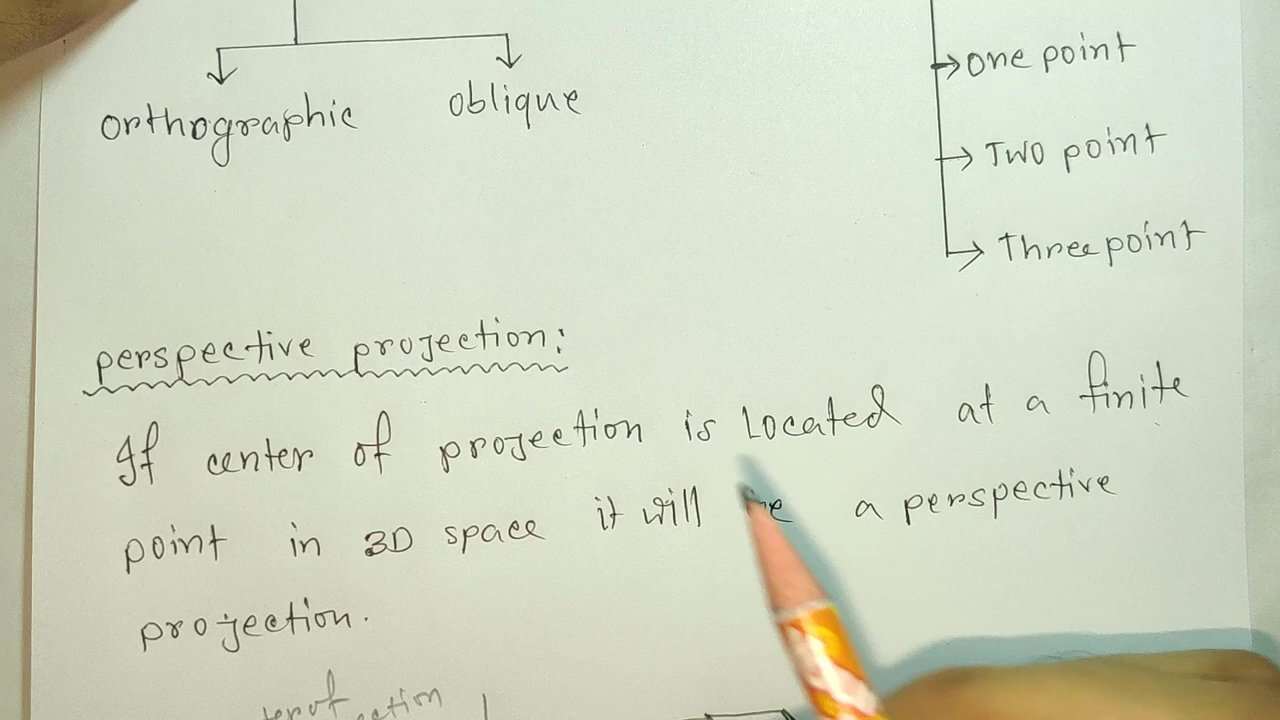 orthographic oblique
one point
Two point
Three point
perspective projection:
If center of projection is located at a finite
point in 3D space it will be a perspective
projection.